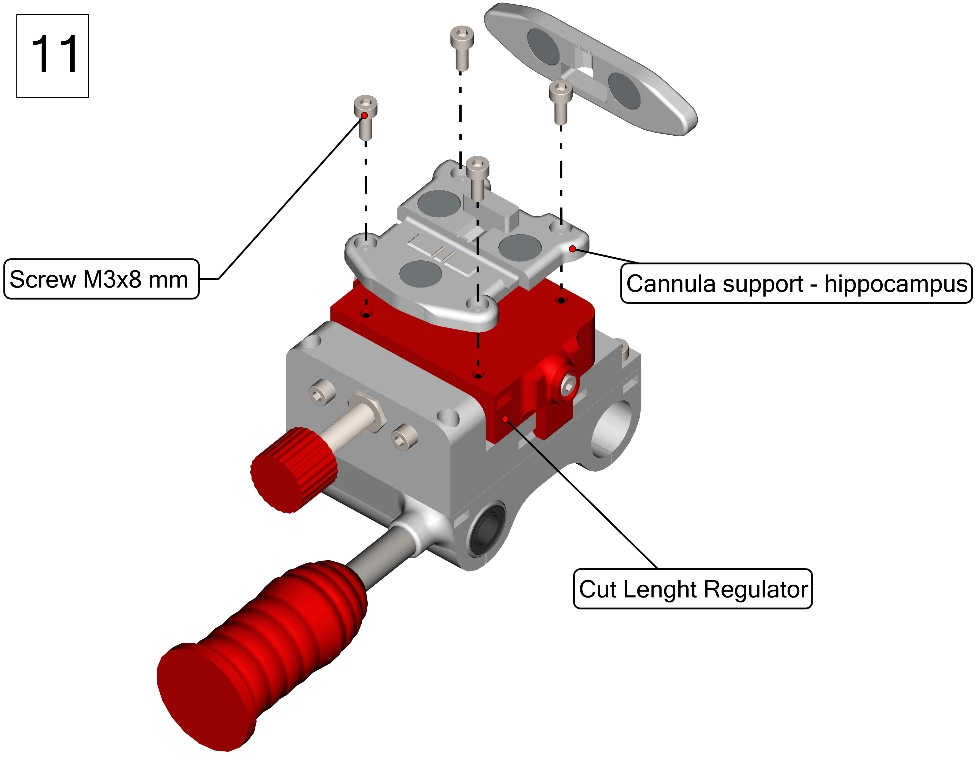 11
Screw M3x8 mm
Cannula support - hippocampus
Cut Lenght Regulator